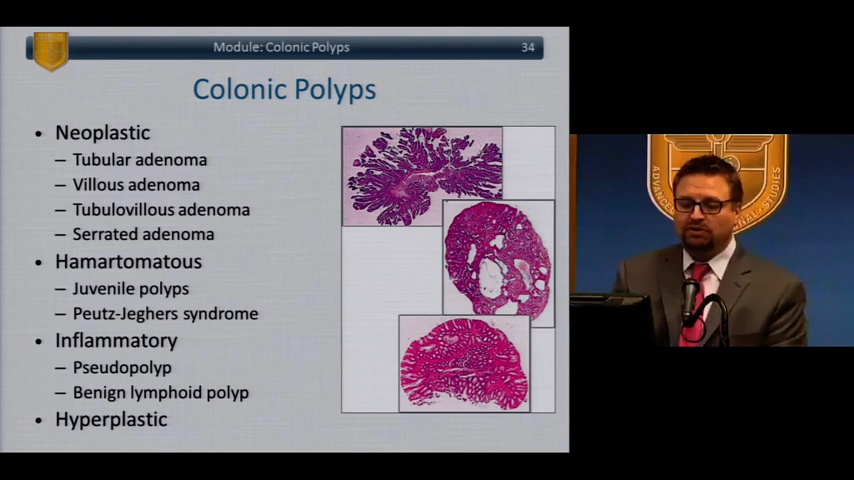 Module: Colonic Polyps 34
Colonic Polyps
• Neoplastic
– Tubular adenoma
– Villous adenoma
– Tubulovillous adenoma
– Serrated adenoma
• Hamartomatous
– Juvenile polyps
– Peutz-Jeghers syndrome
• Inflammatory
– Pseudopolyp
– Benign lymphoid polyp
• Hyperplastic
STUDIES